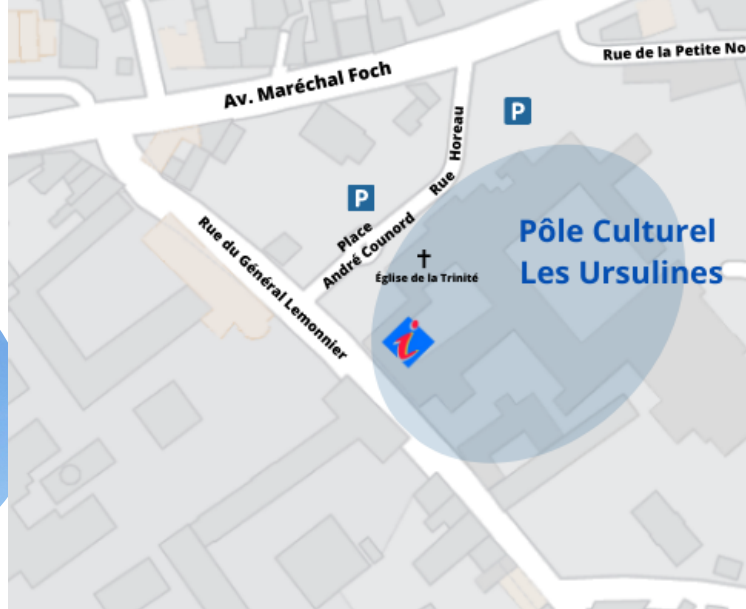 Rue de la Petite No
Av. Maréchal Foch
P
Rue Horeau
P
Place
André Counord
Rue du Général Lemonnier
Église de la Trinité
Pôle Culturel
Les Ursulines
i